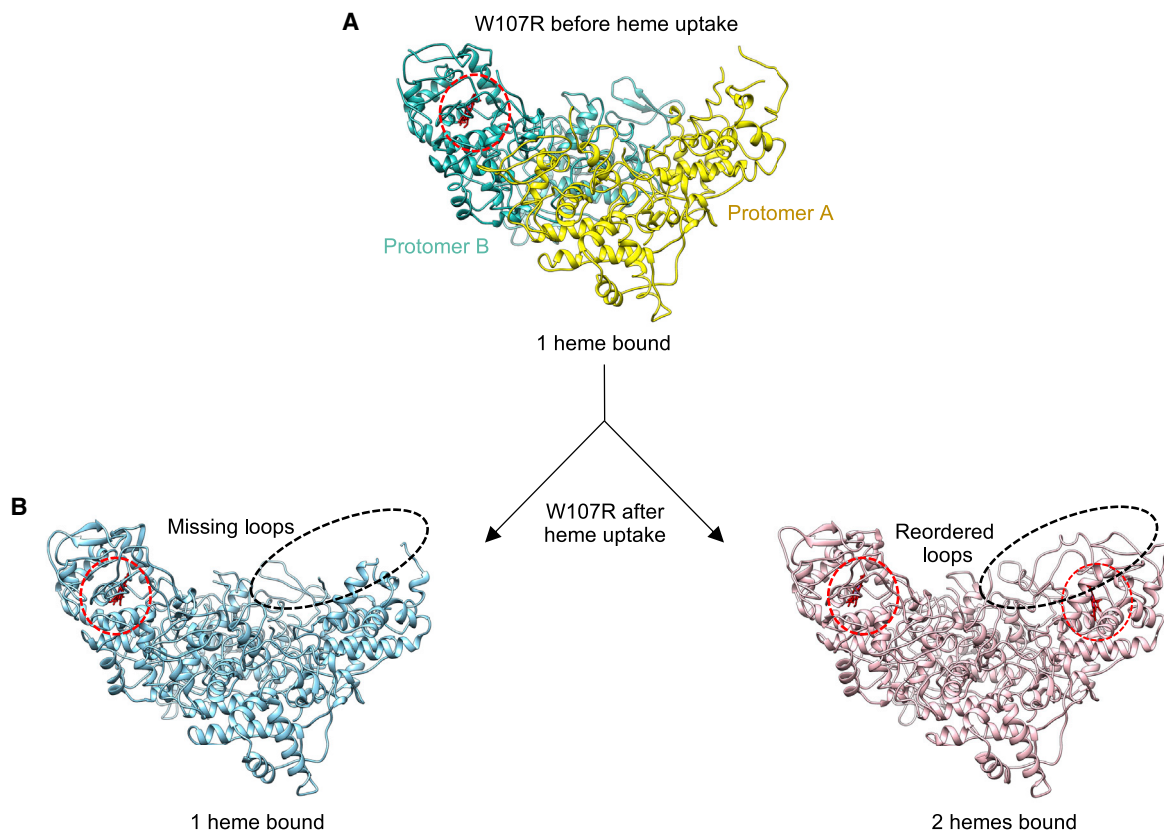 A
W107R before heme uptake
Protomer A
Protomer B
1 heme bound
B
Missing loops
W107R after
heme uptake
Reordered
loops
1 heme bound
2 hemes bound